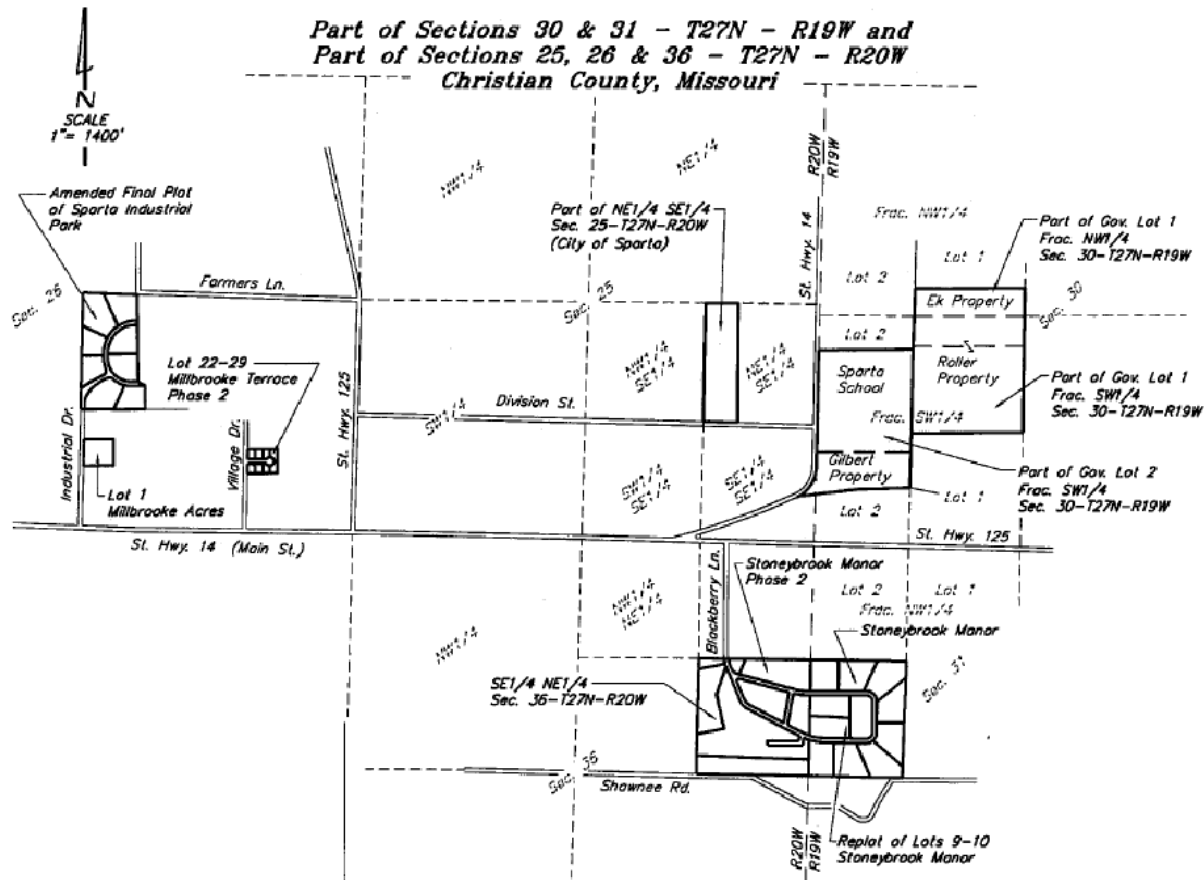 Part of Sections 30 & 31 - T27N - R19W and
Part of Sections 25, 26 & 36 - T27N - R20W
Christian County, Missouri
N
SCALE
1"= 1400'
Amended Final Plat
of Sparta Industrial
Park
NW1/4
NE1/4
R20W
R19W
Part of NE1/4 SE1/4
Sec. 25-T27N-R20W
(City of Sparta)
St. Hwy. 14
Frac. NW1/4
Part of Gov. Lot 1
Frac. NW1/4
Sec. 30-T27N-R19W
Lot 1
Lot 2
Farmers Ln.
Sec. 26
Sec. 25
Ek Property
Sec. 30
Lot 2
Lot 22-29
Millbrooke Terrace
Phase 2
NW1/4
SE1/4
NE1/4
SE1/4
Sparta
School
Roller
Property
Part of Gov. Lot 1
Frac. SW1/4
Sec. 30-T27N-R19W
St. Hwy. 125
Division St.
SW1/4
Frac. SW1/4
Industrial Dr.
Village Dr.
Lot 1
Millbrooke Acres
SW1/4
SE1/4
SE1/4
SE1/4
Gilbert
Property
Part of Gov. Lot 2
Frac. SW1/4
Sec. 30-T27N-R19W
Lot 1
Lot 2
St. Hwy. 14 (Main St.)
St. Hwy. 125
Blackberry Ln.
Stoneybrook Manor
Phase 2
NW1/4
NE1/4
Lot 2
Lot 1
Frac. NW1/4
Stoneybrook Manor
NW1/4
SE1/4 NE1/4
Sec. 36-T27N-R20W
Sec. 31
Sec. 36
Shawnee Rd.
R20W
R19W
Replat of Lots 9-10
Stoneybrook Manor